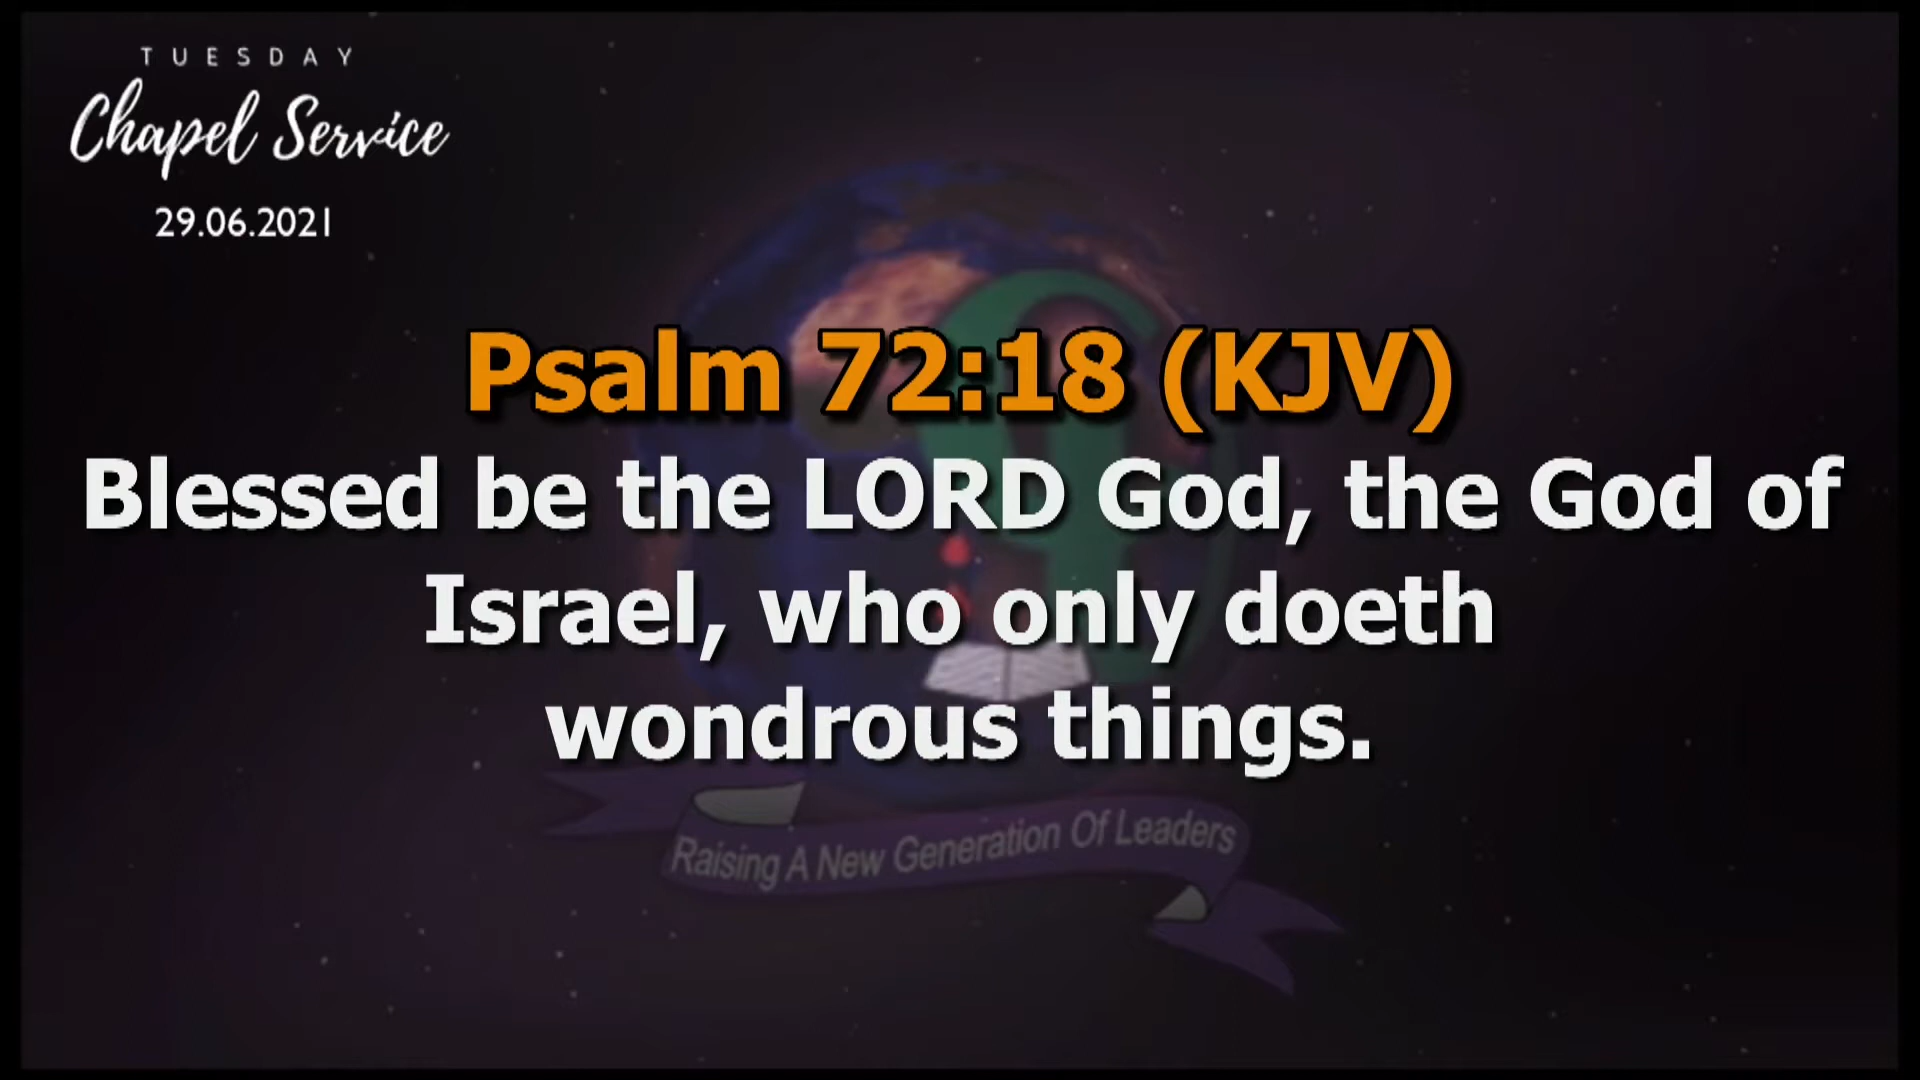 TUESDAY
Chapel Service
29.06.2021
Psalm 72:18 (KJV)
Blessed be the LORD God, the God of
Israel, who only doeth
wondrous things.
Raising A New Generation Of Leaders